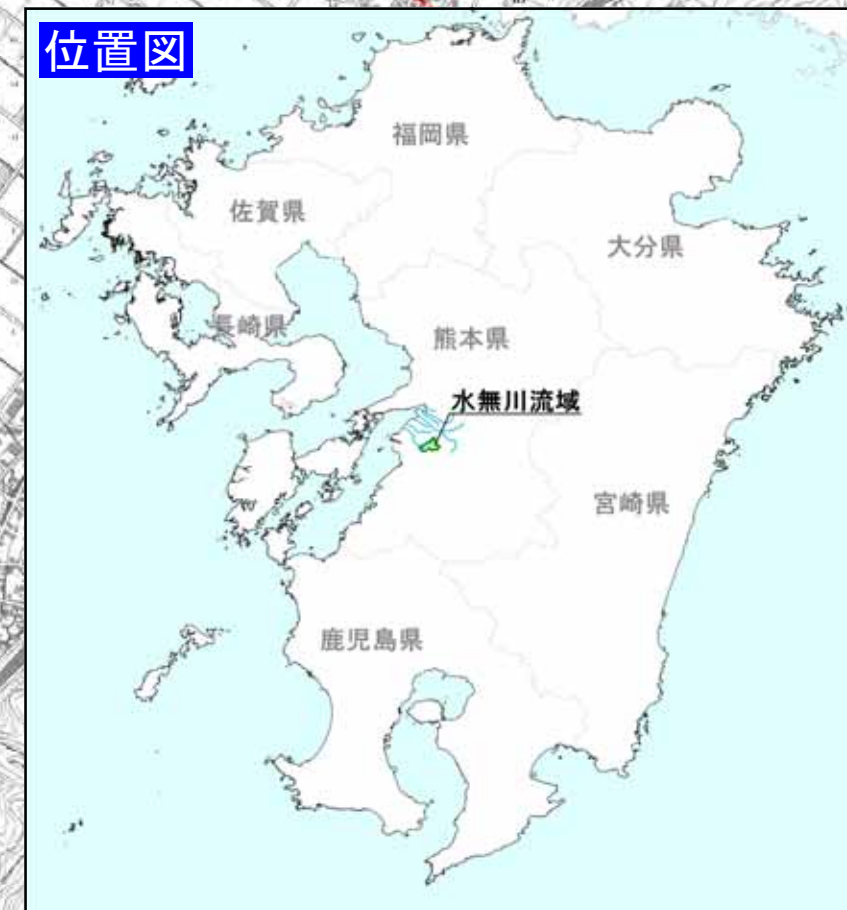 位置図
福岡県
佐賀県
大分県
長崎県
熊本県
水無川流域
宮崎県
鹿児島県